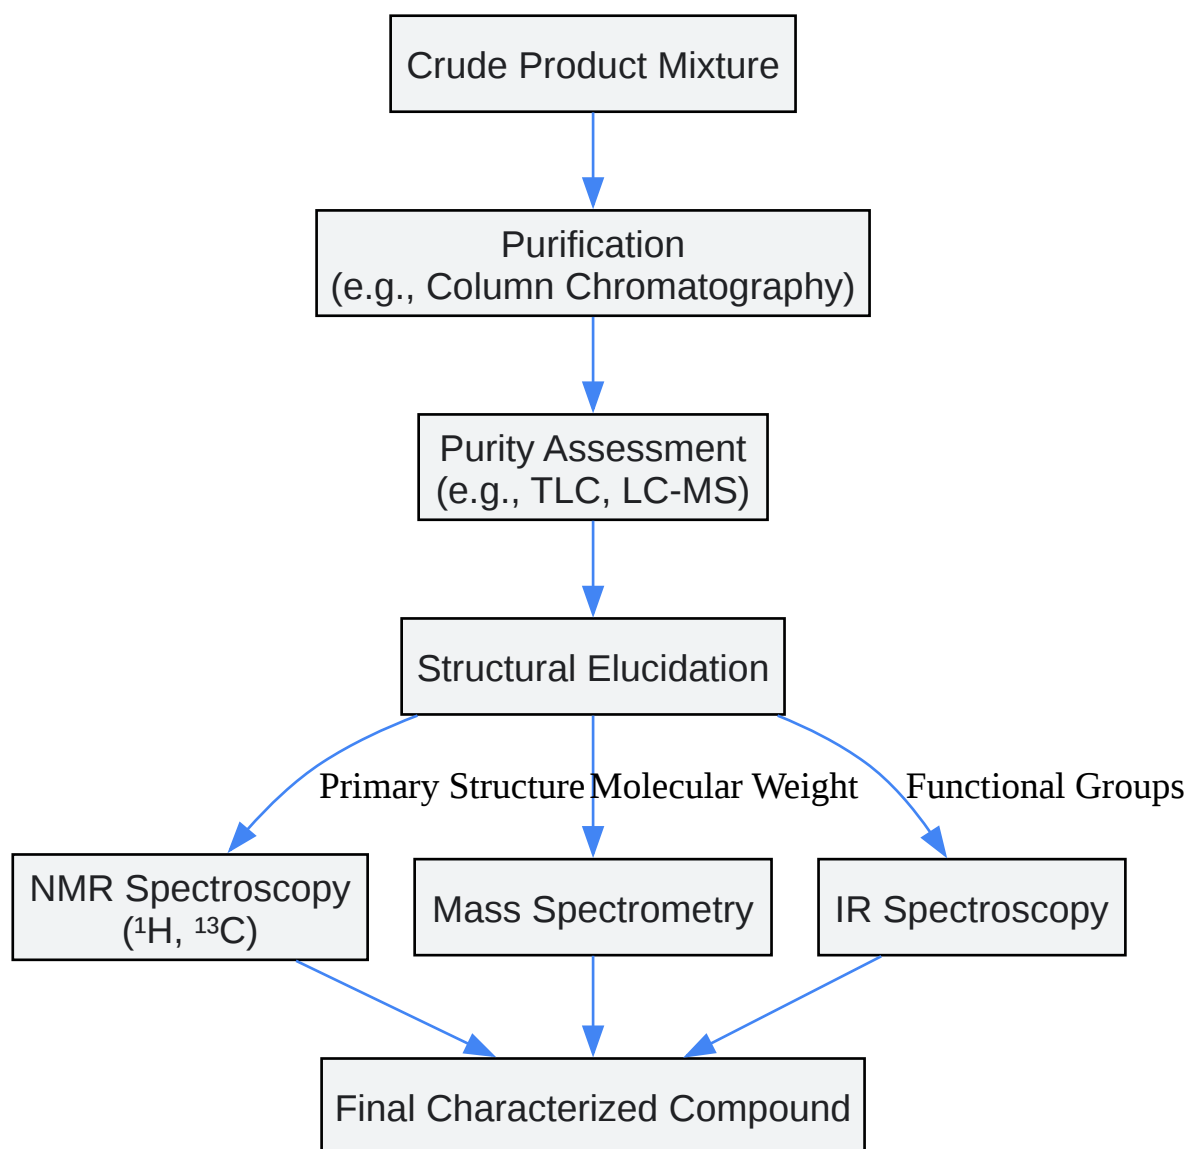 Crude Product Mixture
Purification
(e.g., Column Chromatography)
Purity Assessment
(e.g., TLC, LC-MS)
Structural Elucidation
Primary Structure
Molecular Weight
Functional Groups
NMR Spectroscopy
(¹H, ¹³C)
Mass Spectrometry
IR Spectroscopy
Final Characterized Compound